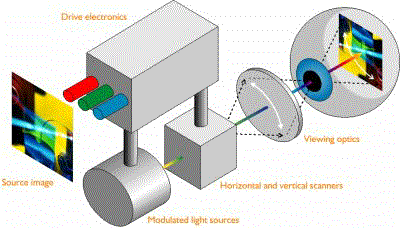 Drive electronics
Viewing optics
Source image
Horizontal and vertical scanners
Modulated light sources